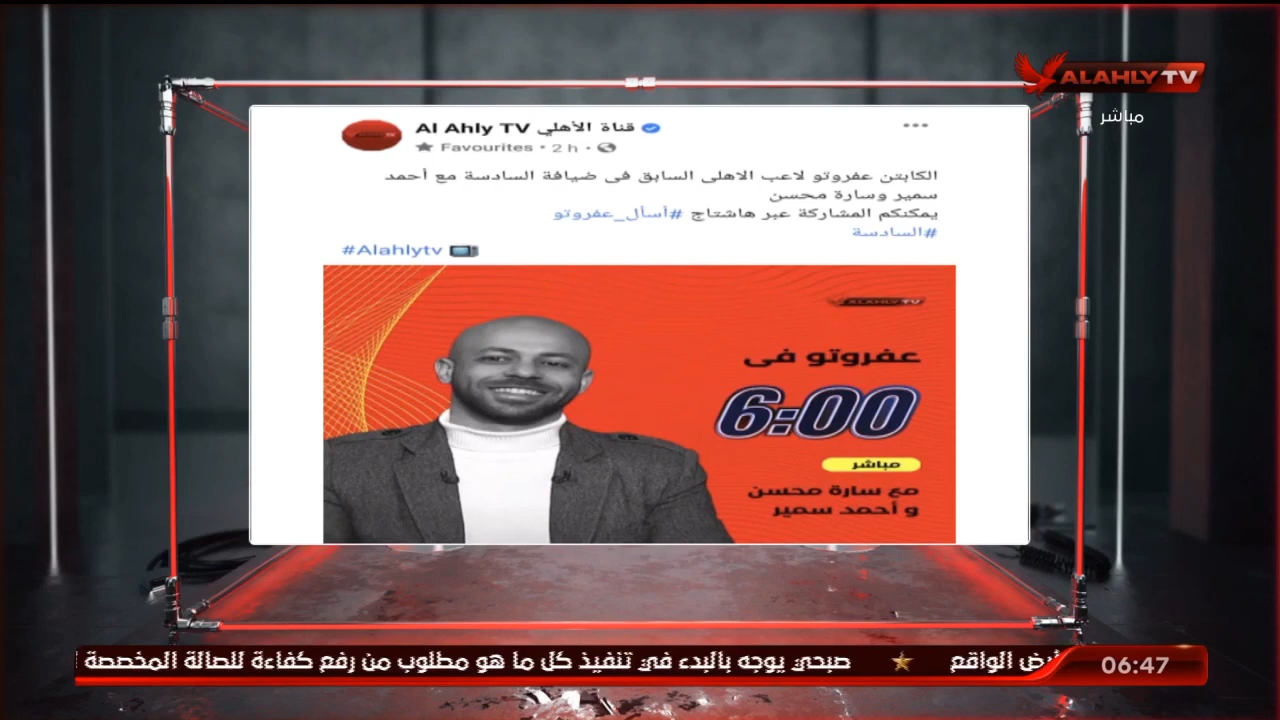 ALAHLY TV
مباشر
Al Ahly TV قناة الأهلي
Favourites · 2 h ·
الكابتن عفروتو لاعب الاهلى السابق فى ضيافة السادسة مع أحمد
سمير وسارة محسن
يمكنكم المشاركة عبر هاشتاج #أسأل_عفروتو
#السادسة
#Alahlytv
ALAHLY TV
عفروتو فى
6:00
مباشر
مع سارة محسن
و أحمد سمير
الواقع ★ صبحي يوجه بالبدء في تنفيذ كل ما هو مطلوب من رفع كفاءة للصالة المخصصة
06:47